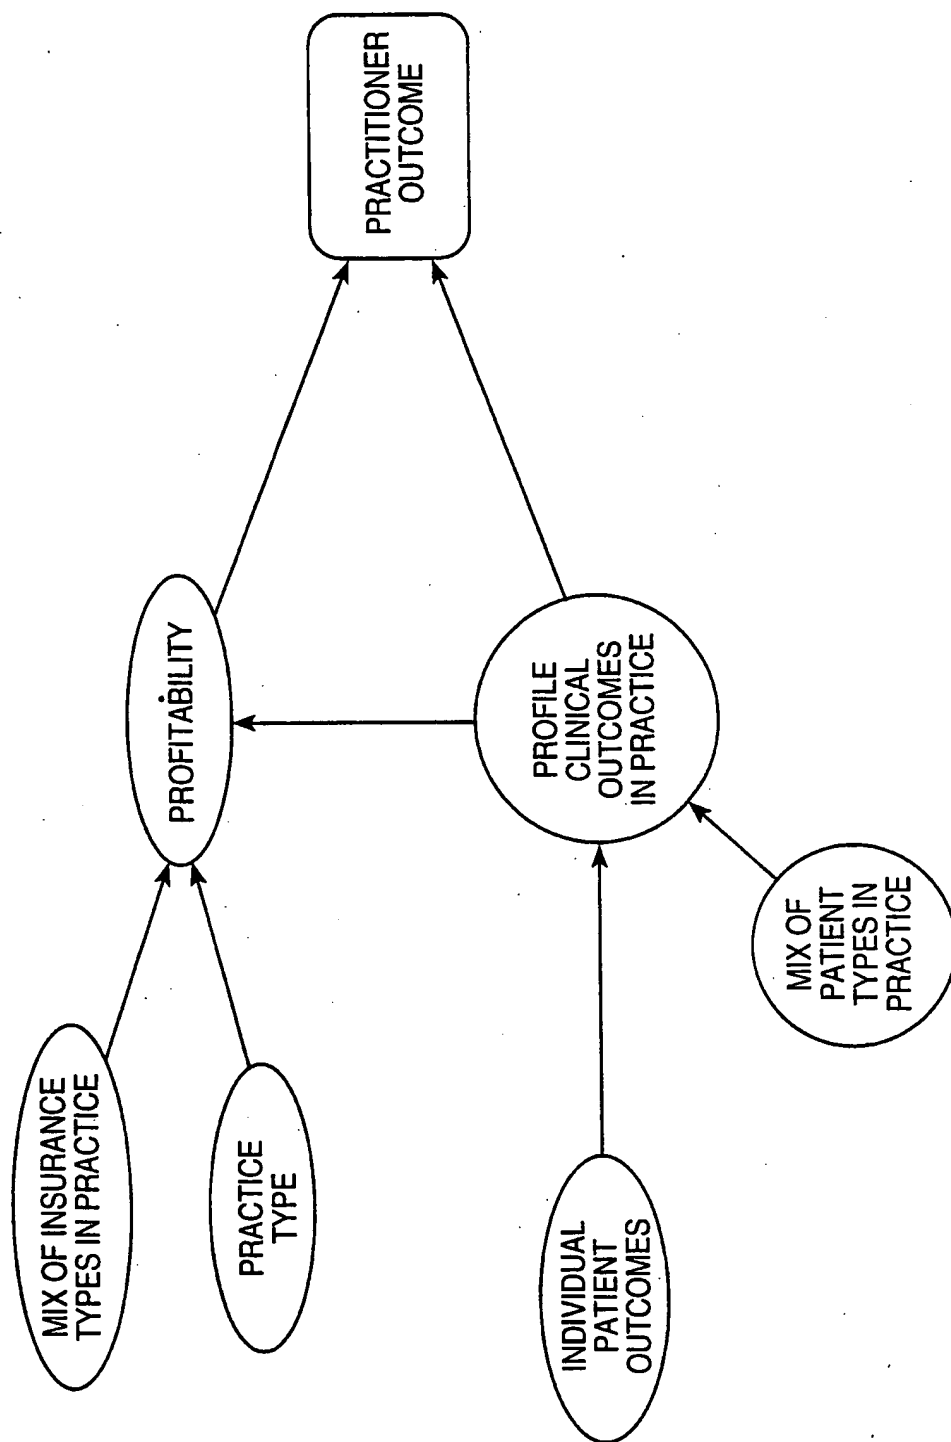 MIX OF INSURANCE
TYPES IN PRACTICE
PRACTICE
TYPE
PROFITABILITY
PRACTITIONER
OUTCOME
INDIVIDUAL
PATIENT
OUTCOMES
PROFILE
CLINICAL
OUTCOMES
IN PRACTICE
MIX OF
PATIENT
TYPES IN
PRACTICE